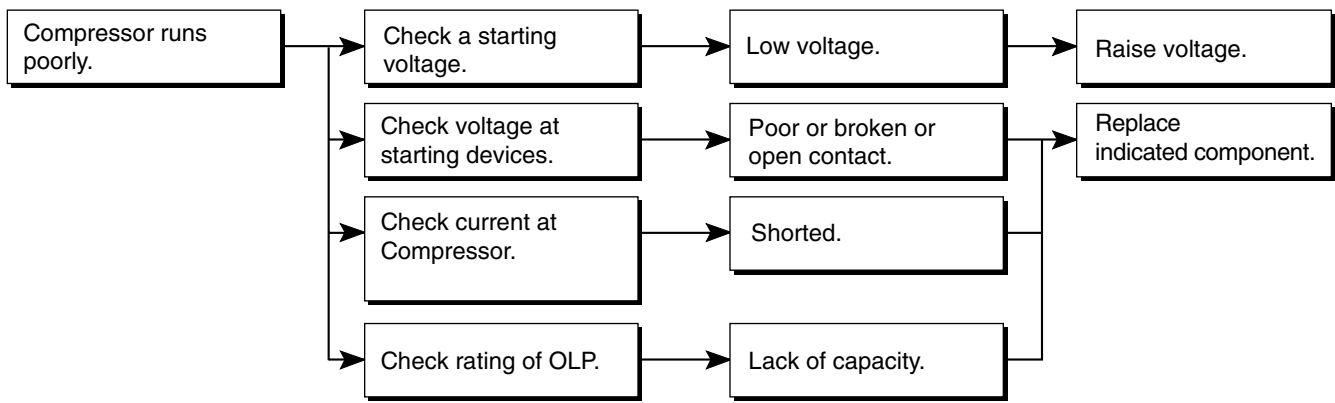 Compressor runs
poorly.
Check a starting
voltage.
Low voltage.
Raise voltage.
Check voltage at
starting devices.
Poor or broken or
open contact.
Replace
indicated component.
Check current at
Compressor.
Shorted.
Check rating of OLP.
Lack of capacity.